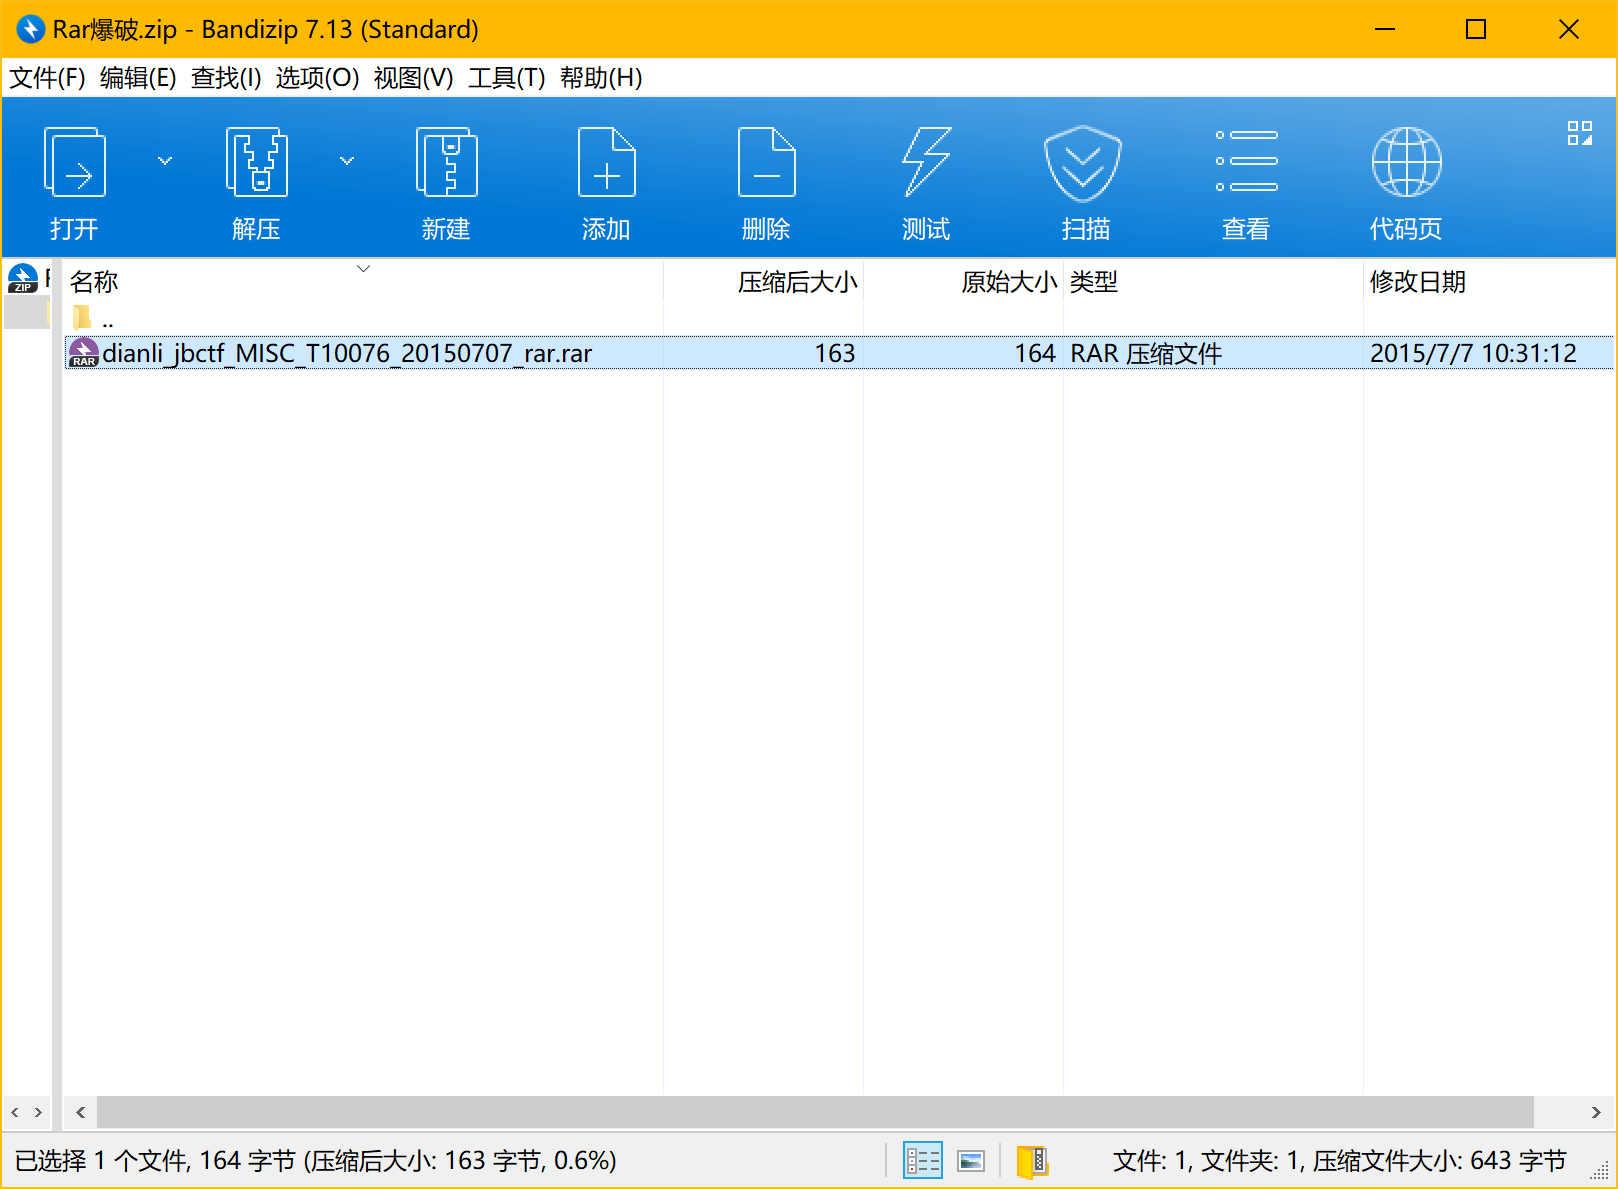 Rar爆破.zip - Bandizip 7.13 (Standard)
文件(F) 编辑(E) 查找(I) 选项(O) 视图(V) 工具(T) 帮助(H)
打开 解压 新建 添加 删除 测试 扫描 查看 代码页
ZIP
名称 压缩后大小 原始大小 类型 修改日期
..
RAR dianli_jbctf_MISC_T10076_20150707_rar.rar 163 164 RAR 压缩文件 2015/7/7 10:31:12
已选择 1 个文件, 164 字节 (压缩后大小: 163 字节, 0.6%) 文件: 1, 文件夹: 1, 压缩文件大小: 643 字节